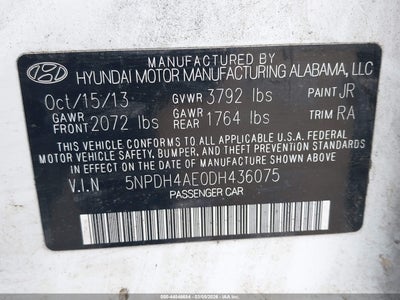 MANUFACTURED BY
HYUNDAI MOTOR MANUFACTURING ALABAMA, LLC
Oct/15/13 GVWR 3792 lbs PAINT JR
GAWR FRONT 2072 lbs GAWR REAR 1764 lbs TRIM RA
THIS VEHICLE CONFORMS TO ALL APPLICABLE U.S. FEDERAL
MOTOR VEHICLE SAFETY, BUMPER, AND THEFT PREVENTION STANDARDS
IN EFFECT ON THE DATE OF MANUFACTURE SHOWN ABOVE.
V.I.N 5NPDH4AE0DH436075
PASSENGER CAR